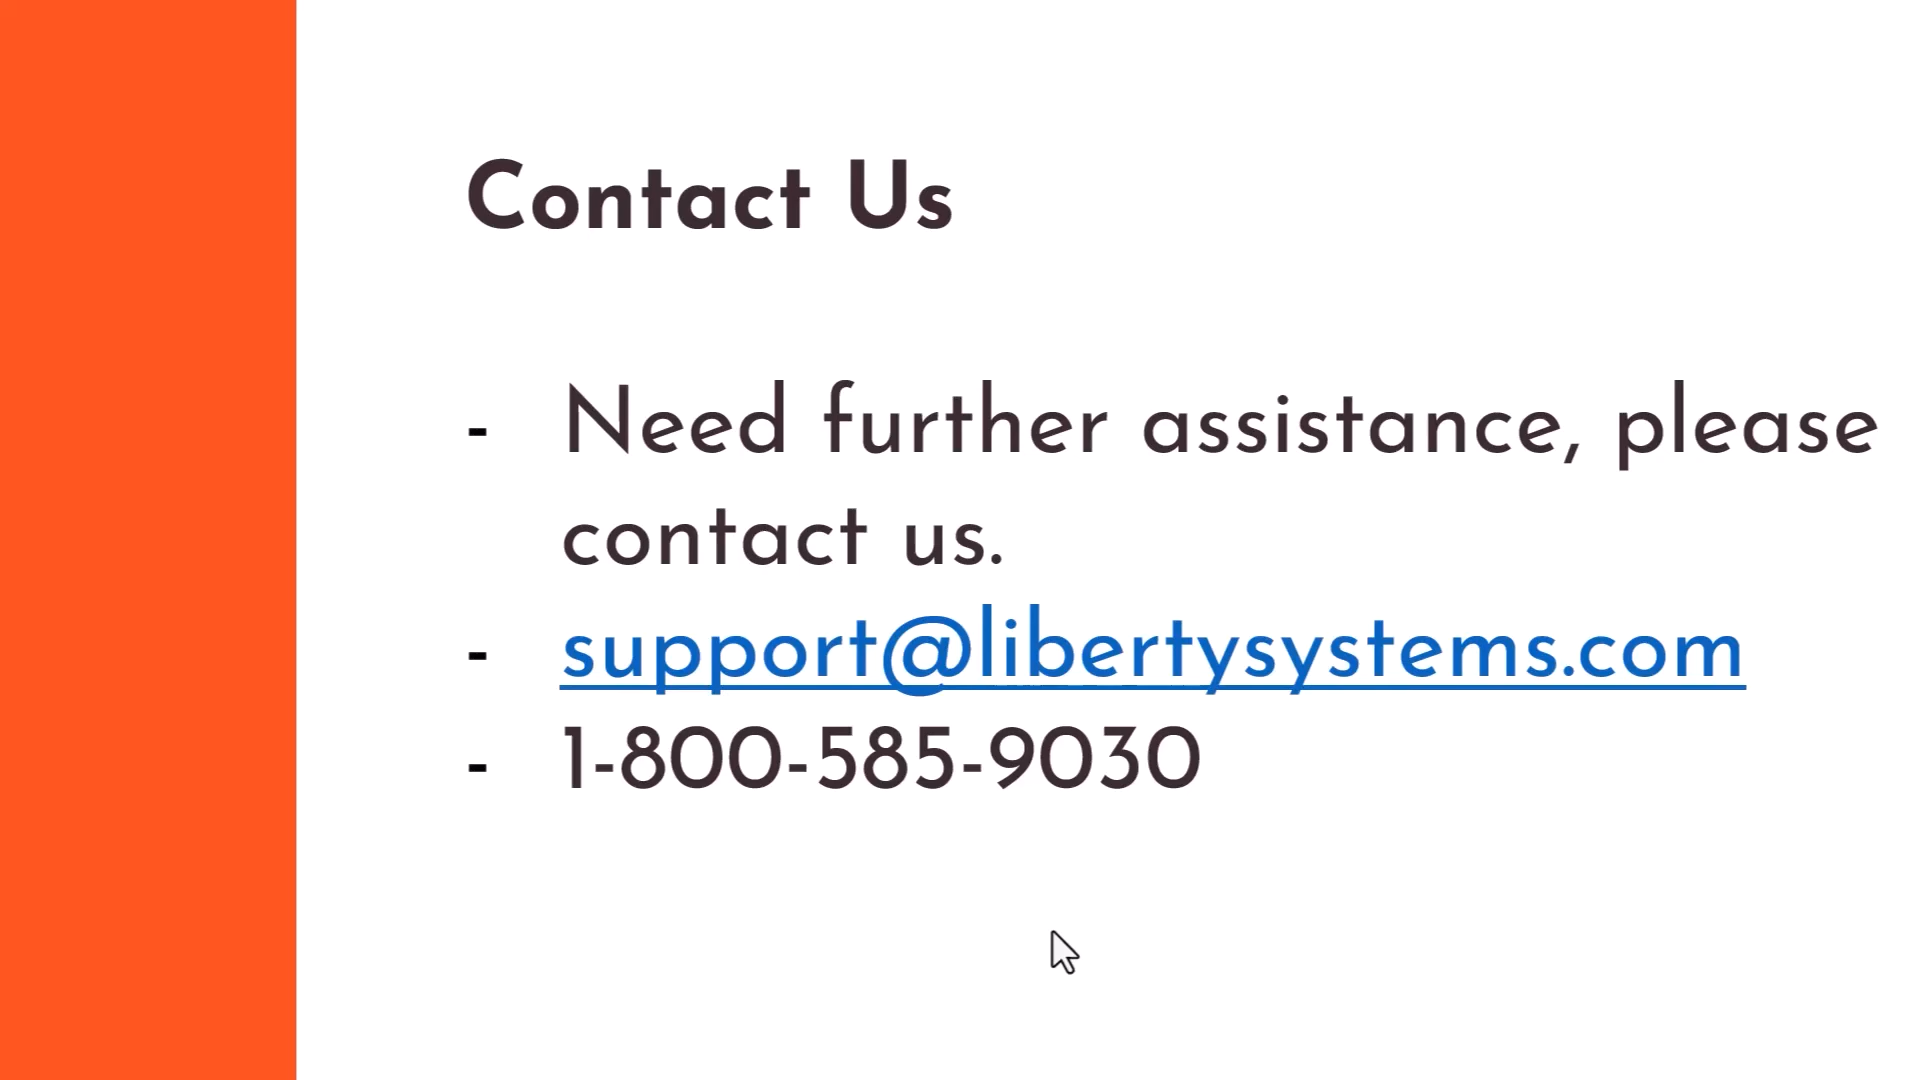 Contact Us
- Need further assistance, please
contact us.
- support@libertysystems.com
- 1-800-585-9030